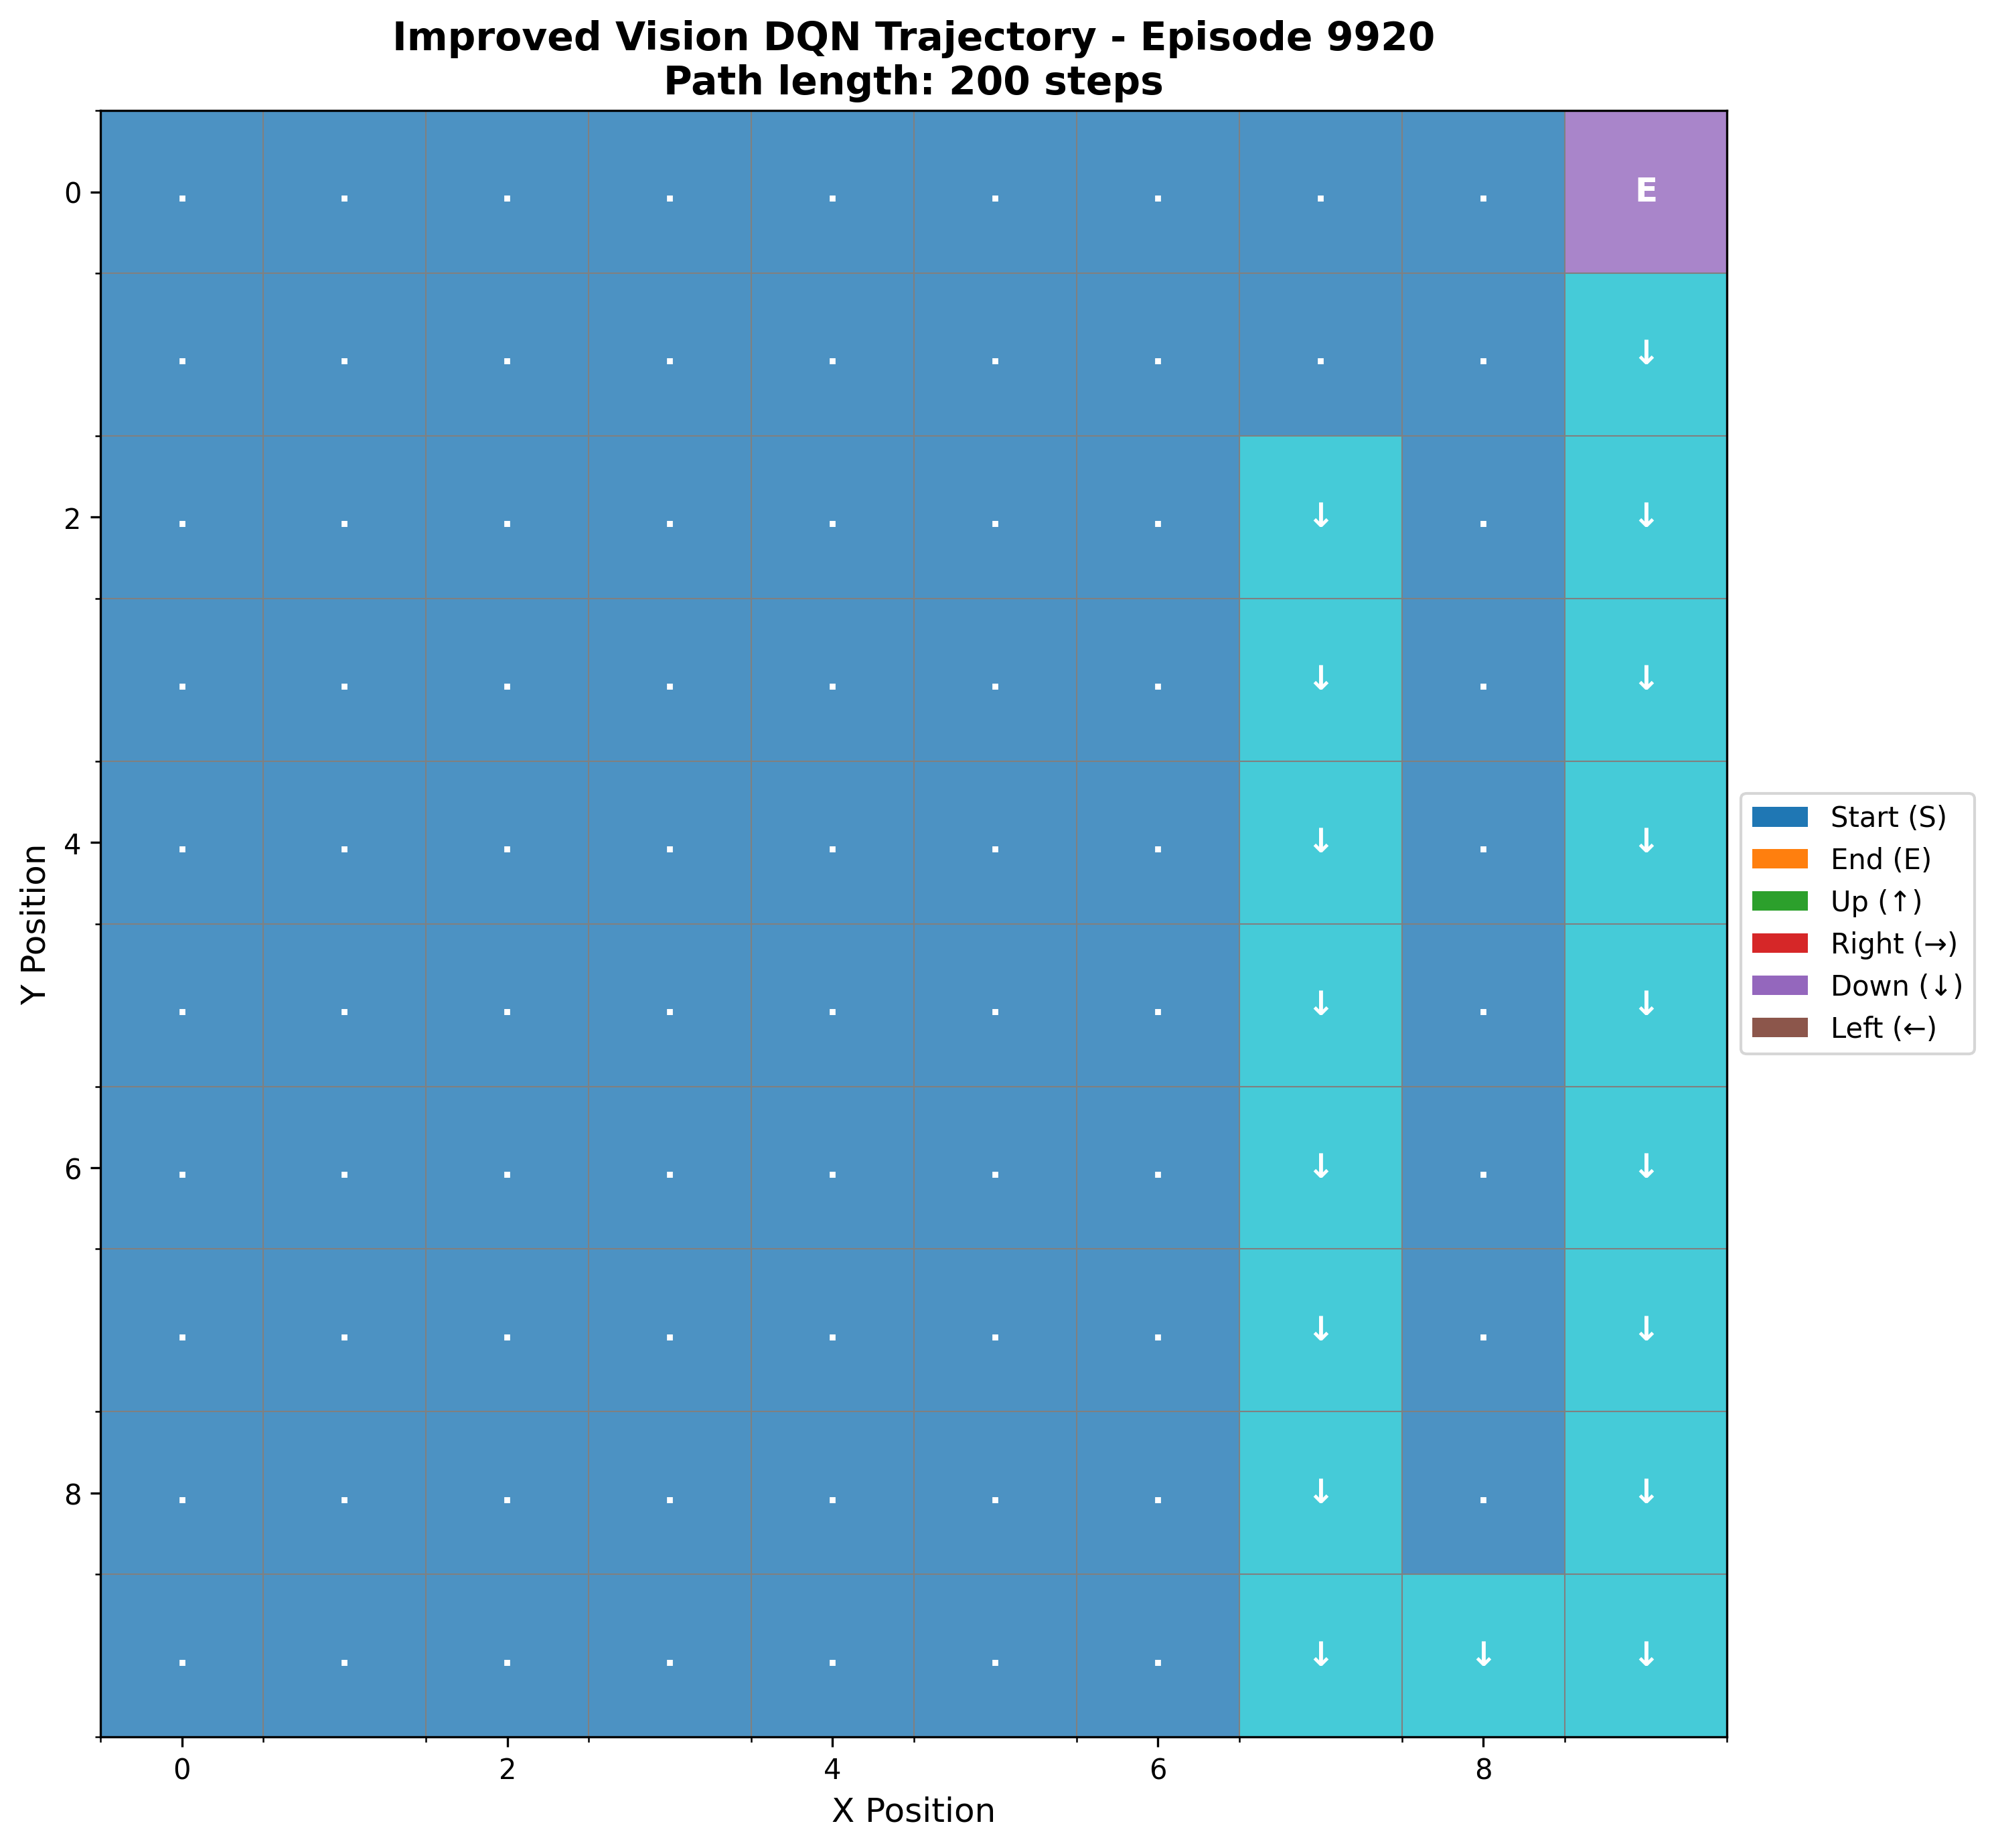 Improved Vision DQN Trajectory - Episode 9920
Path length: 200 steps
0 . . . . . . . . . E
. . . . . . . . . ↓
2 . . . . . . . ↓ . ↓
. . . . . . . ↓ . ↓
4 . . . . . . . ↓ . ↓
. . . . . . . ↓ . ↓
6 . . . . . . . ↓ . ↓
. . . . . . . ↓ . ↓
8 . . . . . . . ↓ . ↓
. . . . . . . ↓ ↓ ↓
0 2 4 6 8
X Position
Y Position
Start (S)
End (E)
Up (↑)
Right (→)
Down (↓)
Left (←)